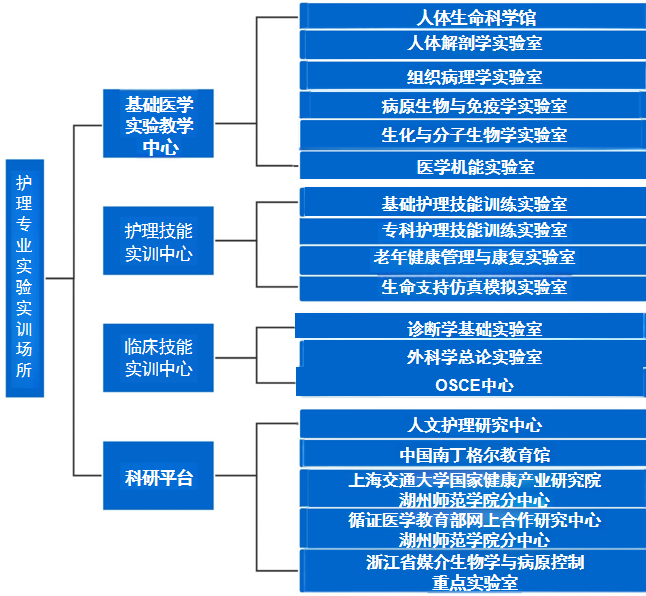 护理专业实验实训场所
基础医学
实验教学
中心
人体生命科学馆
人体解剖学实验室
组织病理学实验室
病原生物与免疫学实验室
生化与分子生物学实验室
医学机能实验室
护理技能
实训中心
基础护理技能训练实验室
专科护理技能训练实验室
老年健康管理与康复实验室
生命支持仿真模拟实验室
临床技能
实训中心
诊断学基础实验室
外科学总论实验室
OSCE中心
科研平台
人文护理研究中心
中国南丁格尔教育馆
上海交通大学国家健康产业研究院
湖州师范学院分中心
循证医学教育部网上合作研究中心
湖州师范学院分中心
浙江省媒介生物学与病原控制
重点实验室